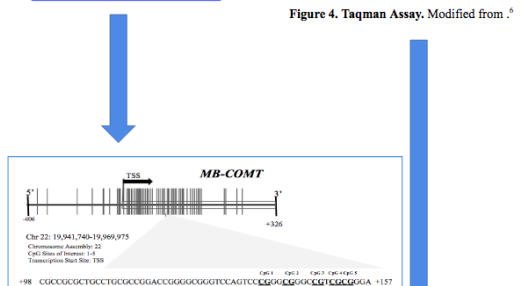 Figure 4. Taqman Assay. Modified from .⁶
TSS
MB-COMT
5'
3'
-406
+326
Chr 22: 19,941,740-19,969,975
Chromosome Assembly: 22
CpG Sites of Interest: 1-5
Transcription Start Site: TSS
CpG 1 CpG 2 CpG 3 CpG 4 CpG 5
+98 CGCCGCGCTGCCTGCGCCGGACCGGGGCGGGTCCAGTCCCGGGCGGGCCGTCGCGGGA +157